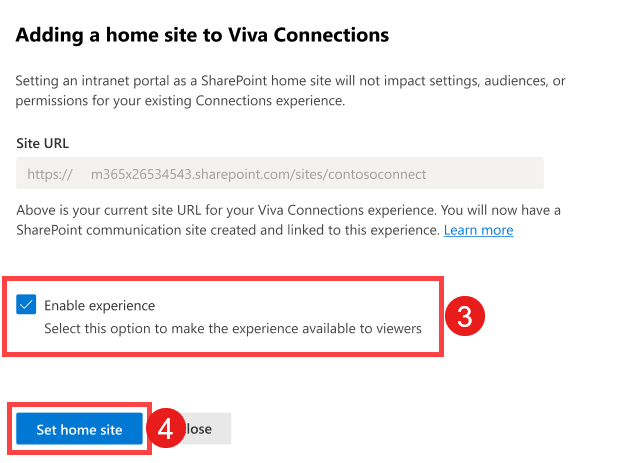 Adding a home site to Viva Connections
Setting an intranet portal as a SharePoint home site will not impact settings, audiences, or
permissions for your existing Connections experience.
Site URL
https:// m365x26534543.sharepoint.com/sites/contosoconnect
Above is your current site URL for your Viva Connections experience. You will now have a
SharePoint communication site created and linked to this experience. Learn more
Enable experience
Select this option to make the experience available to viewers
3
Set home site
4
lose